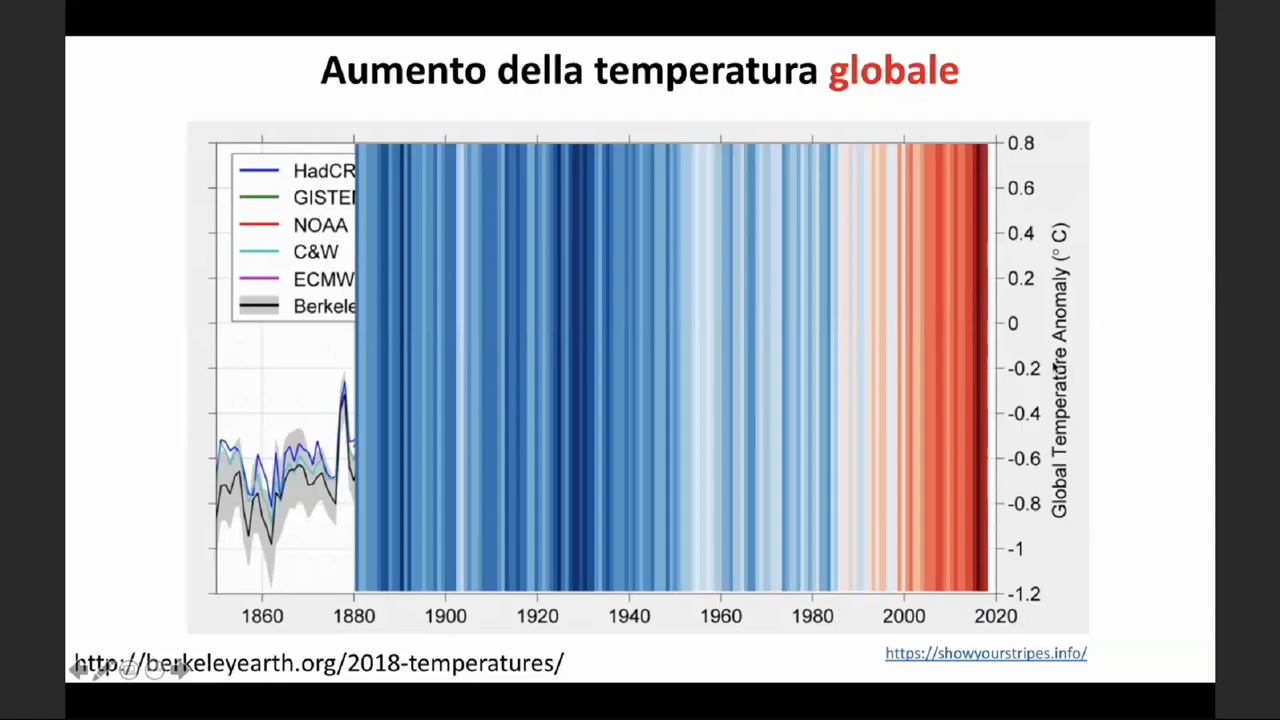 Aumento della temperatura globale
HadCR
GISTE
NOAA
C&W
ECMW
Berkele
0.8
0.6
0.4
0.2
0
-0.2
-0.4
-0.6
-0.8
-1
-1.2
Global Temperature Anomaly (° C)
1860 1880 1900 1920 1940 1960 1980 2000 2020
http://berkeleyearth.org/2018-temperatures/
https://showyourstripes.info/